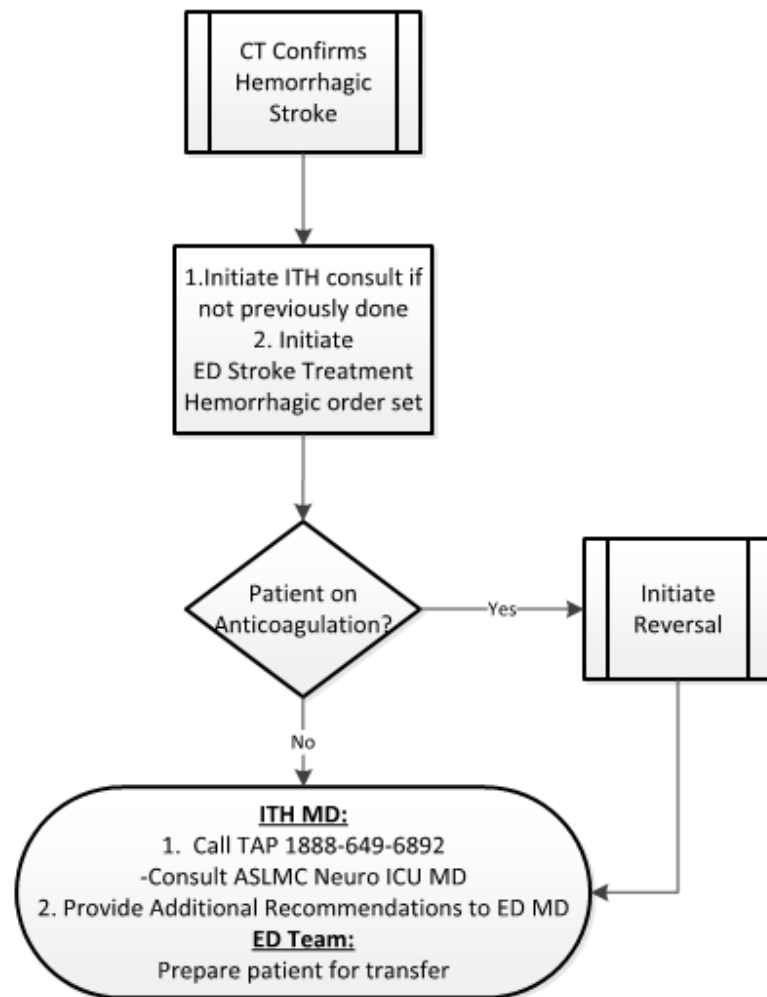 CT Confirms
Hemorrhagic
Stroke
1.Initiate ITH consult if
not previously done
2. Initiate
ED Stroke Treatment
Hemorrhagic order set
Patient on
Anticoagulation?
Yes
Initiate
Reversal
No
ITH MD:
1. Call TAP 1888-649-6892
-Consult ASLMC Neuro ICU MD
2. Provide Additional Recommendations to ED MD
ED Team:
Prepare patient for transfer